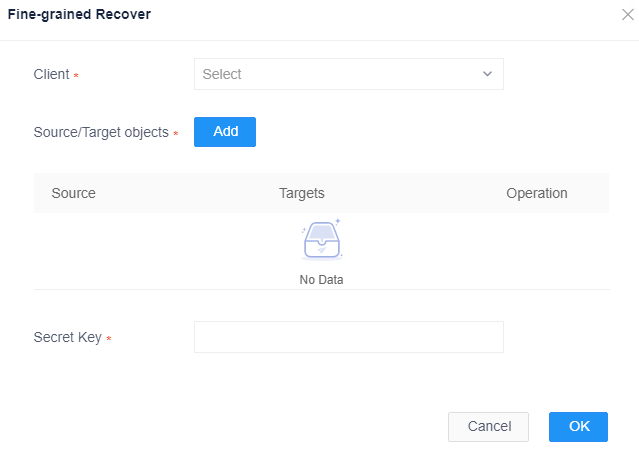 Fine-grained Recover
Client *
Select
Source/Target objects *
Add
Source Targets Operation
No Data
Secret Key *
Cancel OK